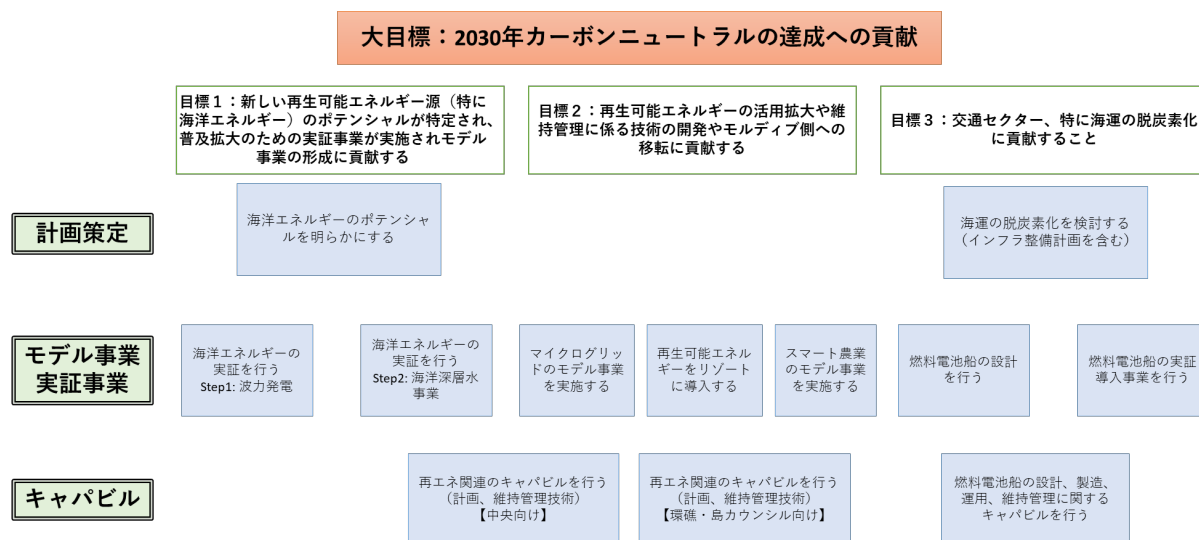 大目標：2030年カーボンニュートラルの達成への貢献
目標１：新しい再生可能エネルギー源（特に
海洋エネルギー）のポテンシャルが特定され、
普及拡大のための実証事業が実施されモデル
事業の形成に貢献する
目標２：再生可能エネルギーの活用拡大や維
持管理に係る技術の開発やモルディブ側への
移転に貢献する
目標３：交通セクター、特に海運の脱炭素化
に貢献すること
計画策定
海洋エネルギーのポテンシャ
ルを明らかにする
海運の脱炭素化を検討する
（インフラ整備計画を含む）
モデル事業
実証事業
海洋エネルギーの
実証を行う
Step1: 波力発電
海洋エネルギーの
実証を行う
Step2: 海洋深層水
事業
マイクログリッ
ドのモデル事業
を実施する
再生可能エネル
ギーをリゾート
に導入する
スマート農業
のモデル事業
を実施する
燃料電池船の設計
を行う
燃料電池船の実証
導入事業を行う
キャパビル
再エネ関連のキャパビルを行う
（計画、維持管理技術）
【中央向け】
再エネ関連のキャパビルを行う
（計画、維持管理技術）
【環礁・島カウンシル向け】
燃料電池船の設計、製造、
運用、維持管理に関する
キャパビルを行う